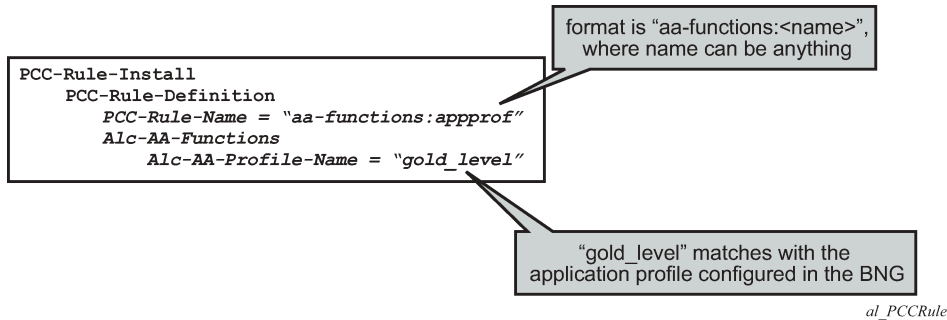 format is “aa-functions:<name>”,
where name can be anything
PCC-Rule-Install
PCC-Rule-Definition
PCC-Rule-Name = “aa-functions:appprof”
Alc-AA-Functions
Alc-AA-Profile-Name = “gold_level”
“gold_level” matches with the
application profile configured in the BNG
al_PCCRule